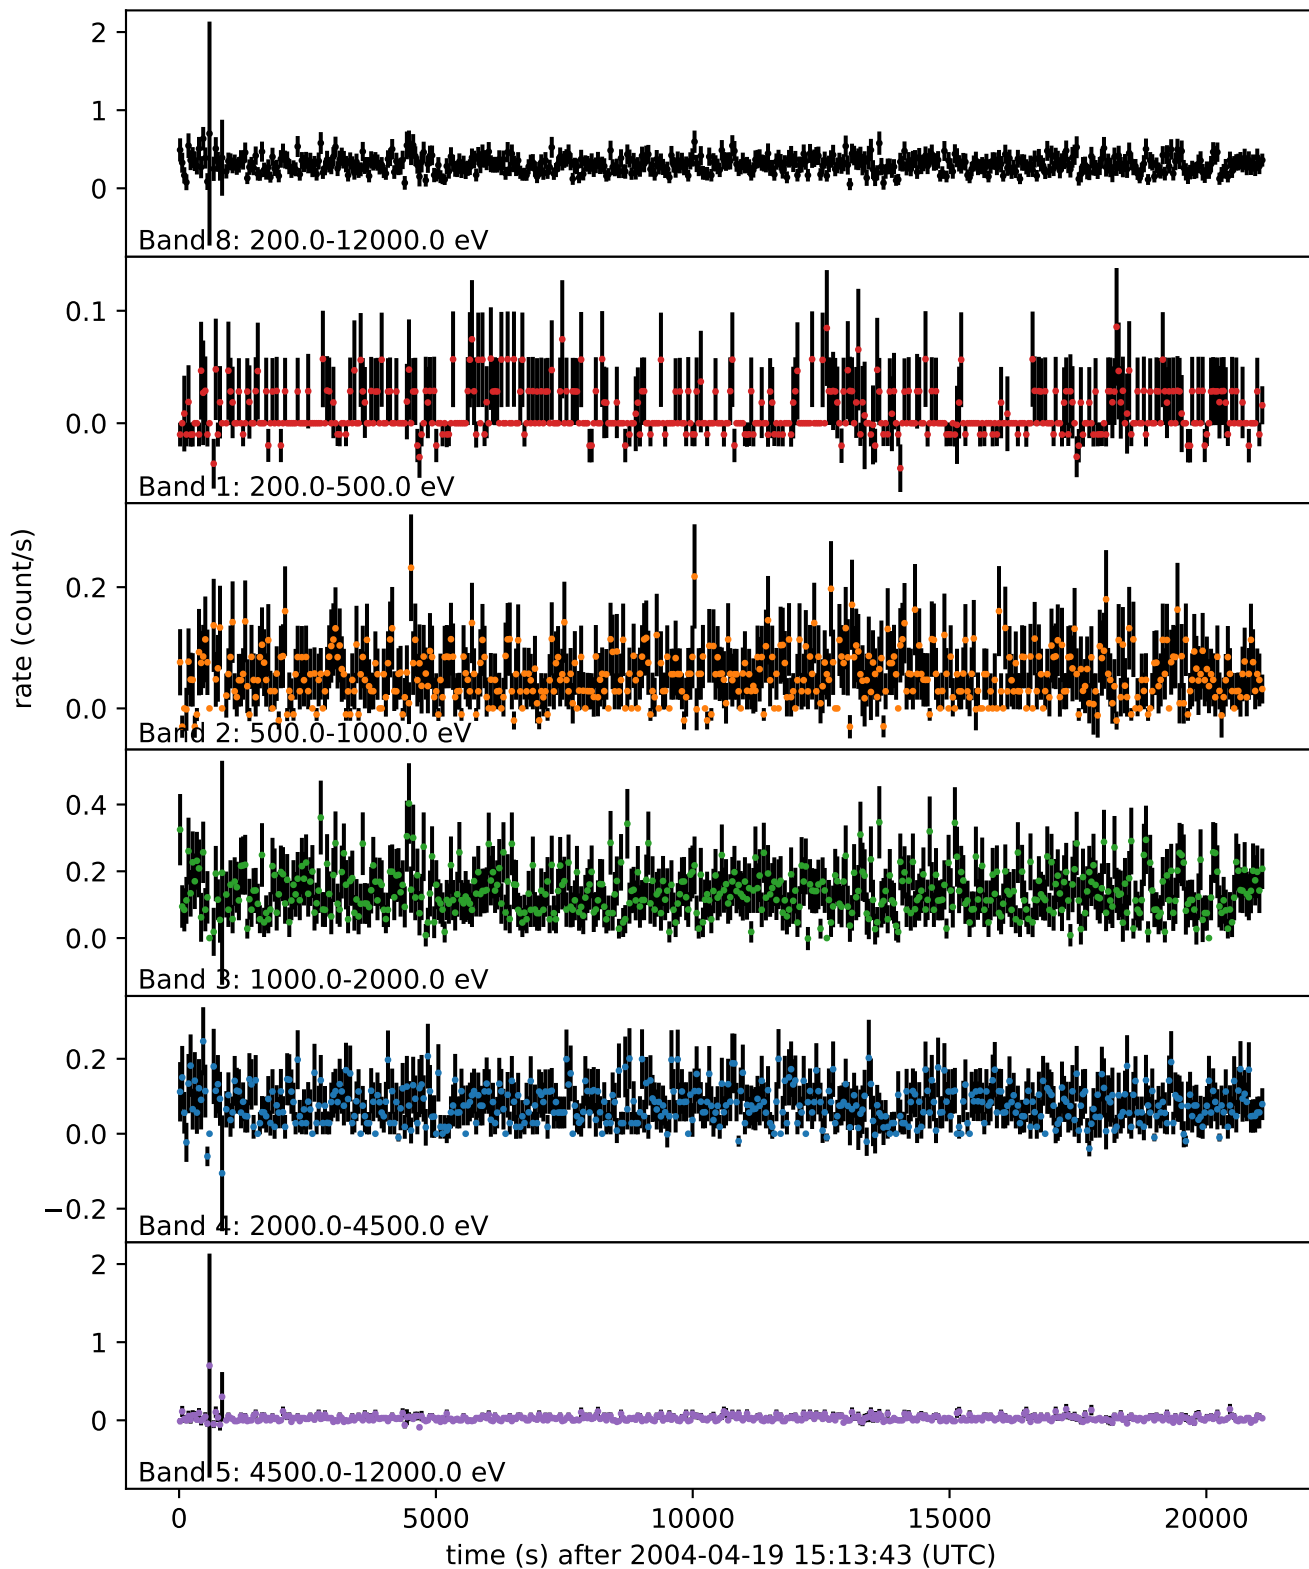 2
1
0
Band 8: 200.0-12000.0 eV
0.1
0.0
Band 1: 200.0-500.0 eV
0.2
0.0
Band 2: 500.0-1000.0 eV
rate (count/s)
0.4
0.2
0.0
Band 3: 1000.0-2000.0 eV
0.2
0.0
−0.2
Band 4: 2000.0-4500.0 eV
2
1
0
Band 5: 4500.0-12000.0 eV
0 5000 10000 15000 20000
time (s) after 2004-04-19 15:13:43 (UTC)